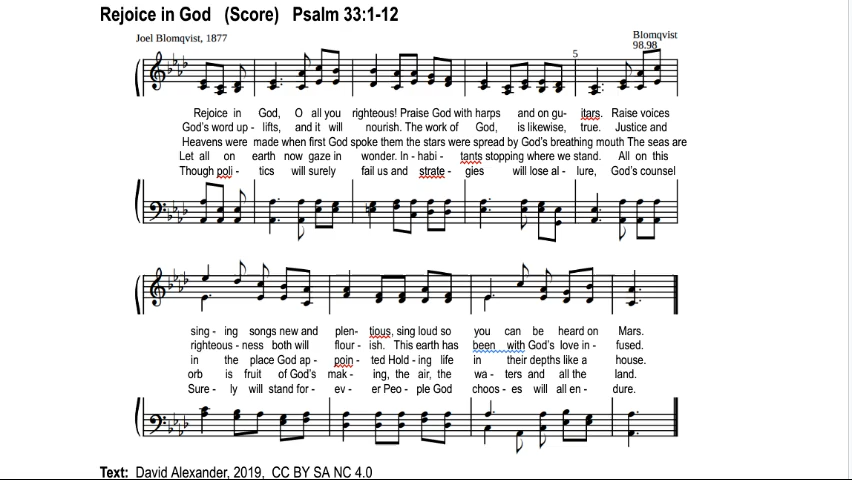 Rejoice in God (Score) Psalm 33:1-12
Joel Blomqvist, 1877
Blomqvist
98.98
5
Rejoice in God, O all you righteous! Praise God with harps and on gu- itars. Raise voices
God's word up - lifts, and it will nourish. The work of God, is likewise, true. Justice and
Heavens were made when first God spoke them the stars were spread by God's breathing mouth The seas are
Let all on earth now gaze in wonder. In - habi - tants stopping where we stand. All on this
Though poli - tics will surely fail us and strate - gies will lose al - lure, God's counsel
sing - ing songs new and plen- tious, sing loud so you can be heard on Mars.
righteous - ness both will flour - ish. This earth has been with God's love in - fused.
in the place God ap - poin - ted Hold - ing life in their depths like a house.
orb is fruit of God's mak - ing, the air, the wa - ters and all the land.
Sure - ly will stand for - ev - er Peo - ple God choos - es will all en - dure.
Text: David Alexander, 2019, CC BY SA NC 4.0